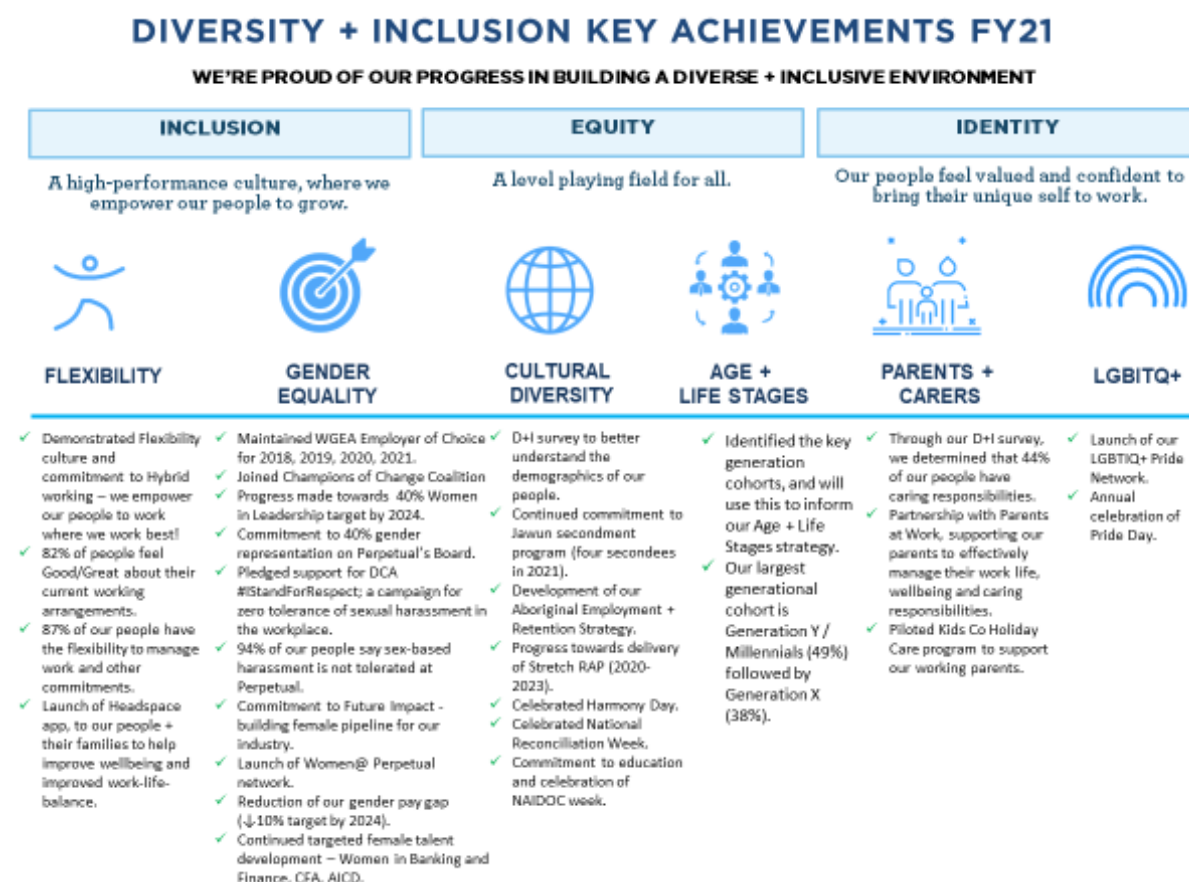 DIVERSITY + INCLUSION KEY ACHIEVEMENTS FY21
WE'RE PROUD OF OUR PROGRESS IN BUILDING A DIVERSE + INCLUSIVE ENVIRONMENT
INCLUSION
A high-performance culture, where we
empower our people to grow.
EQUITY
A level playing field for all.
IDENTITY
Our people feel valued and confident to
bring their unique self to work.
FLEXIBILITY
✓ Demonstrated Flexibility
culture and
commitment to Hybrid
working – we empower
our people to work
where we work best!
✓ 82% of people feel
Good/Great about their
current working
arrangements.
✓ 87% of our people have
the flexibility to manage
work and other
commitments.
✓ Launch of Headspace
app, to our people +
their families to help
improve wellbeing and
improved work-life-
balance.
GENDER
EQUALITY
✓ Maintained WGEA Employer of Choice
for 2018, 2019, 2020, 2021.
✓ Joined Champions of Change Coalition
✓ Progress made towards 40% Women
in Leadership target by 2024.
✓ Commitment to 40% gender
representation on Perpetual's Board.
✓ Pledged support for DCA
#IStandForRespect; a campaign for
zero tolerance of sexual harassment in
the workplace.
✓ 94% of our people say sex-based
harassment is not tolerated at
Perpetual.
✓ Commitment to Future Impact -
building female pipeline for our
industry.
✓ Launch of Women@ Perpetual
network.
✓ Reduction of our gender pay gap
(↓10% target by 2024).
✓ Continued targeted female talent
development – Women in Banking and
Finance, CFA, AICD.
CULTURAL
DIVERSITY
✓ D+I survey to better
understand the
demographics of our
people.
✓ Continued commitment to
Jawun secondment
program (four secondees
in 2021).
✓ Development of our
Aboriginal Employment +
Retention Strategy.
✓ Progress towards delivery
of Stretch RAP (2020-
2023).
✓ Celebrated Harmony Day.
✓ Celebrated National
Reconciliation Week.
✓ Commitment to education
and celebration of
NAIDOC week.
AGE +
LIFE STAGES
✓ Identified the key
generation
cohorts, and will
use this to inform
our Age + Life
Stages strategy.
✓ Our largest
generational
cohort is
Generation Y /
Millennials (49%)
followed by
Generation X
(38%).
PARENTS +
CARERS
✓ Through our D+I survey,
we determined that 44%
of our people have
caring responsibilities.
✓ Partnership with Parents
at Work, supporting our
parents to effectively
manage their work life,
wellbeing and caring
responsibilities.
✓ Piloted Kids Co Holiday
Care program to support
our working parents.
LGBITQ+
✓ Launch of our
LGBTIQ+ Pride
Network.
✓ Annual
celebration of
Pride Day.